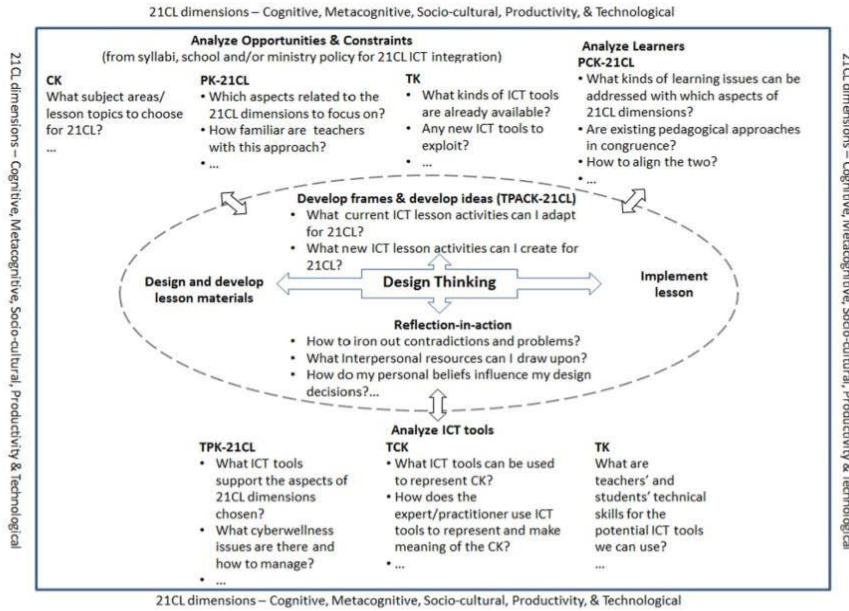 21CL dimensions – Cognitive, Metacognitive, Socio-cultural, Productivity, & Technological
21CL dimensions – Cognitive, Metacognitive, Socio-cultural, Productivity, & Technological
21CL dimensions – Cognitive, Metacognitive, Socio-cultural, Productivity, & Technological
Analyze Opportunities & Constraints
(from syllabi, school and/or ministry policy for 21CL ICT integration)
CK
What subject areas/
lesson topics to choose
for 21CL?
...
PK-21CL
• Which aspects related to the
21CL dimensions to focus on?
• How familiar are teachers
with this approach?
• ...
TK
• What kinds of ICT tools
are already available?
• Any new ICT tools to
exploit?
• ...
Analyze Learners
PCK-21CL
• What kinds of learning issues can be
addressed with which aspects of
21CL dimensions?
• Are existing pedagogical approaches
in congruence?
• How to align the two?
• ...
Develop frames & develop ideas (TPACK-21CL)
• What current ICT lesson activities can I adapt
for 21CL?
• What new ICT lesson activities can I create for
21CL?
Design and develop
lesson materials
Design Thinking
Implement
lesson
Reflection-in-action
• How to iron out contradictions and problems?
• What Interpersonal resources can I draw upon?
• How do my personal beliefs influence my design
decisions?...
Analyze ICT tools
TPK-21CL
• What ICT tools
support the aspects of
21CL dimensions
chosen?
• What cyberwellness
issues are there and
how to manage?
• ...
TCK
• What ICT tools can be used
to represent CK?
• How does the
expert/practitioner use ICT
tools to represent and make
meaning of the CK?
• ...
TK
What are
teachers' and
students' technical
skills for the
potential ICT tools
we can use?
...
21CL dimensions – Cognitive, Metacognitive, Socio-cultural, Productivity, & Technological